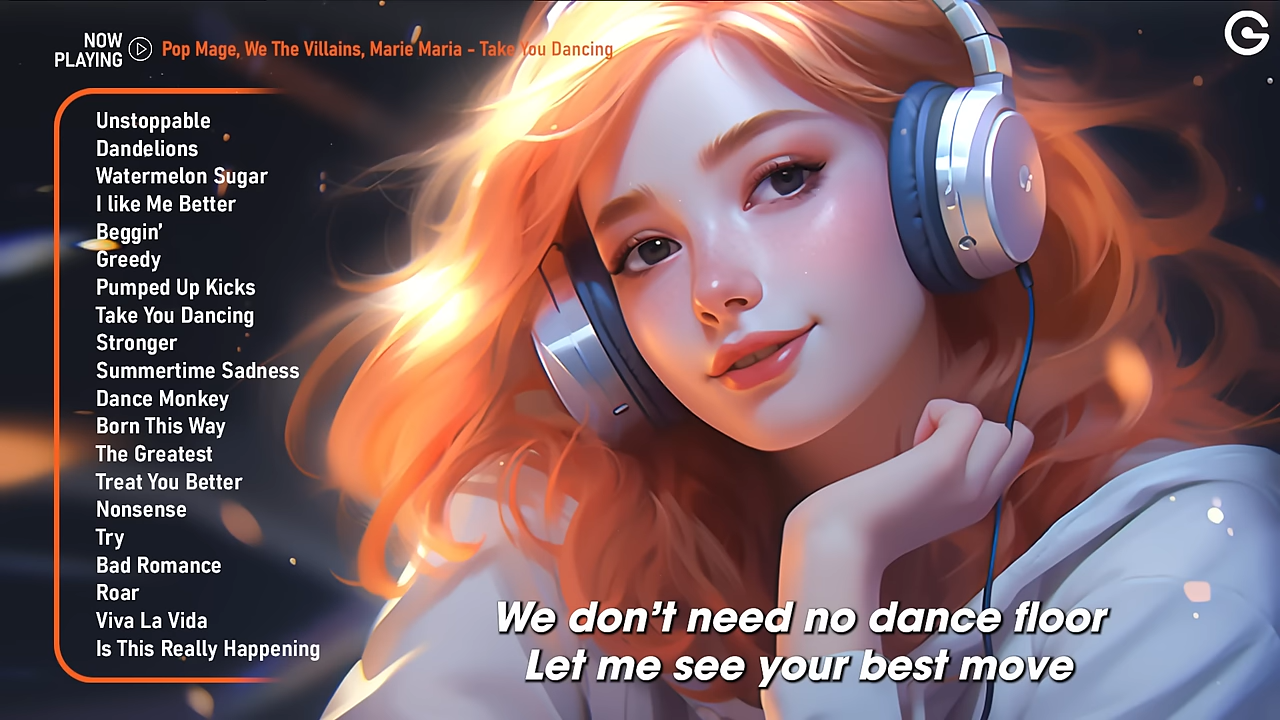 NOW
PLAYING
Pop Mage, We The Villains, Marie Maria - Take You Dancing
Unstoppable
Dandelions
Watermelon Sugar
I like Me Better
Beggin’
Greedy
Pumped Up Kicks
Take You Dancing
Stronger
Summertime Sadness
Dance Monkey
Born This Way
The Greatest
Treat You Better
Nonsense
Try
Bad Romance
Roar
Viva La Vida
Is This Really Happening
We don’t need no dance floor
Let me see your best move